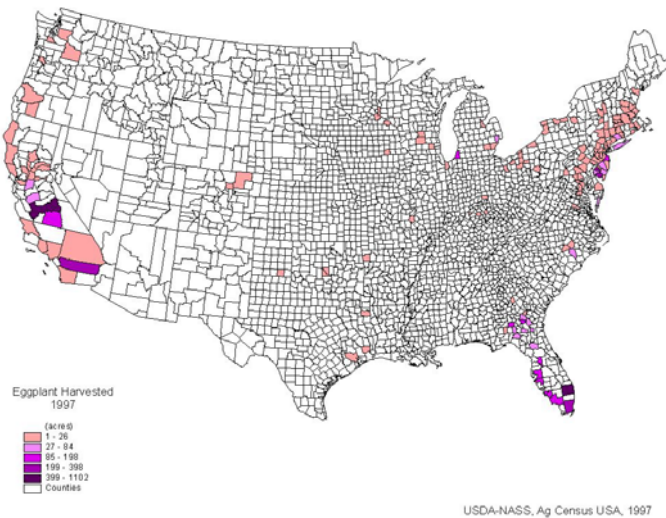 Eggplant Harvested
1997
(acres)
1 - 26
27 - 84
85 - 198
199 - 398
399 - 1102
Counties
USDA-NASS, Ag Census USA, 1997